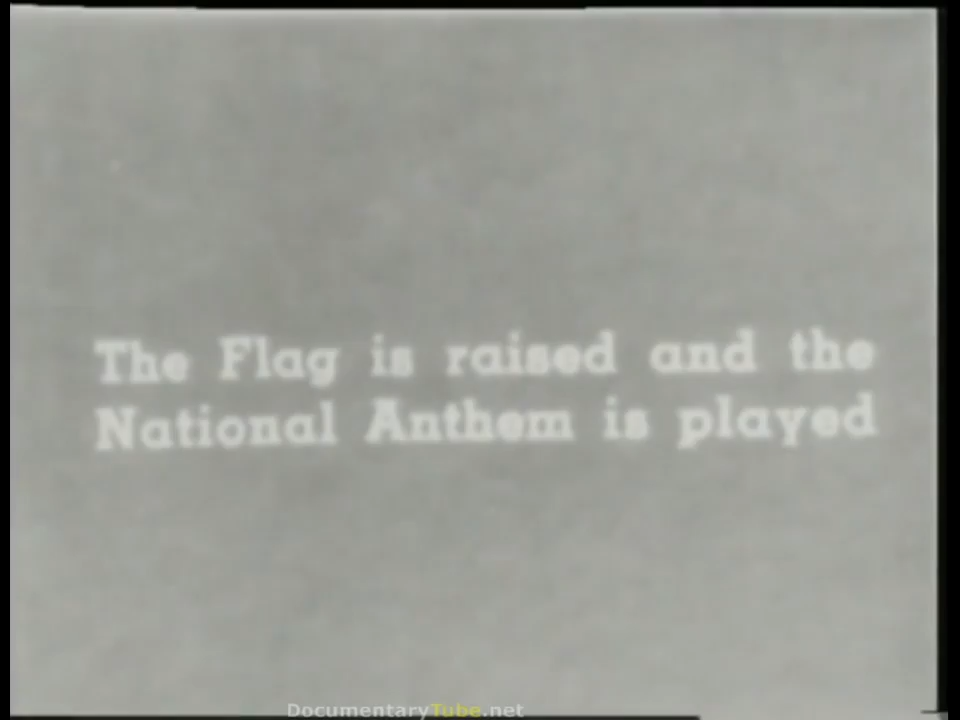 The Flag is raised and the
National Anthem is played
DocumentaryTube.net